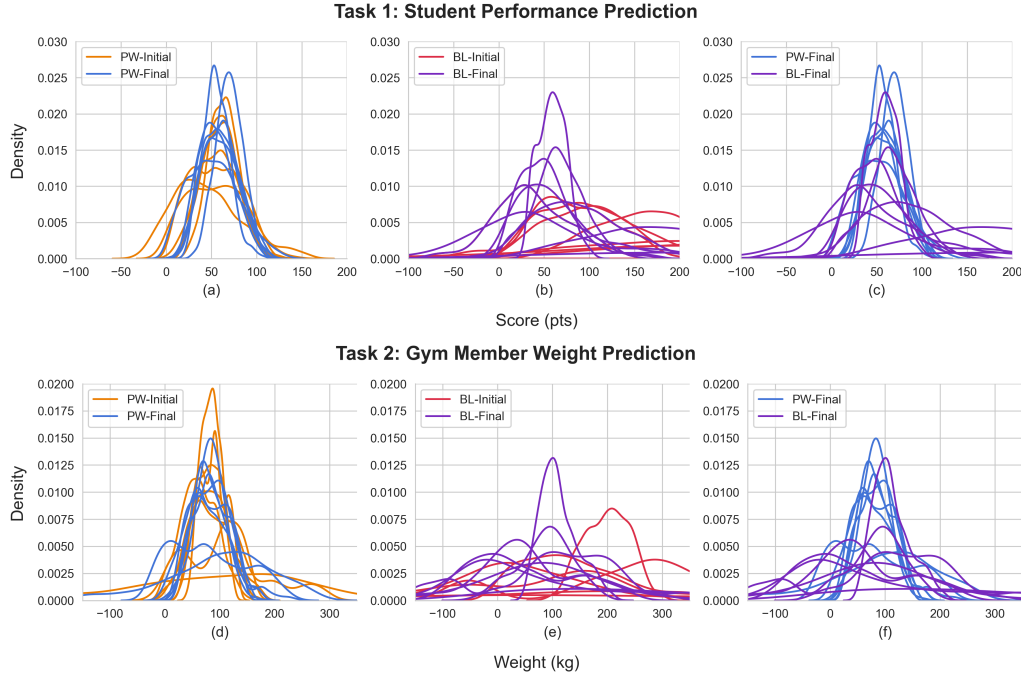 Task 1: Student Performance Prediction
Density
0.030
0.025
0.020
0.015
0.010
0.005
0.000
PW-Initial
PW-Final
−100 −50 0 50 100 150 200
(a)
0.030
0.025
0.020
0.015
0.010
0.005
0.000
BL-Initial
BL-Final
−100 −50 0 50 100 150 200
(b)
0.030
0.025
0.020
0.015
0.010
0.005
0.000
PW-Final
BL-Final
−100 −50 0 50 100 150 200
(c)
Score (pts)
Task 2: Gym Member Weight Prediction
Density
0.0200
0.0175
0.0150
0.0125
0.0100
0.0075
0.0050
0.0025
0.0000
PW-Initial
PW-Final
−100 0 100 200 300
(d)
0.0200
0.0175
0.0150
0.0125
0.0100
0.0075
0.0050
0.0025
0.0000
BL-Initial
BL-Final
−100 0 100 200 300
(e)
0.0200
0.0175
0.0150
0.0125
0.0100
0.0075
0.0050
0.0025
0.0000
PW-Final
BL-Final
−100 0 100 200 300
(f)
Weight (kg)